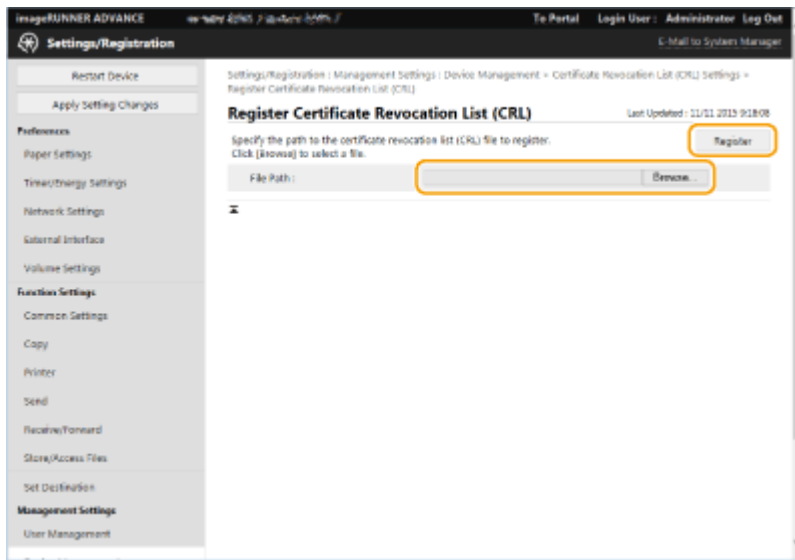 imageRUNNER ADVANCE
To Portal Login User : Administrator Log Out
Settings/Registration
E-Mail to System Manager
Restart Device
Apply Setting Changes
Preferences
Paper Settings
Timer/Energy Settings
Network Settings
External Interface
Volume Settings
Function Settings
Common Settings
Copy
Printer
Send
Receive/Forward
Store/Access Files
Set Destination
Management Settings
User Management
Settings/Registration : Management Settings : Device Management > Certificate Revocation List (CRL) Settings >
Register Certificate Revocation List (CRL)
Register Certificate Revocation List (CRL)
Last Updated : 11/11 2015 9:18:08
Specify the path to the certificate revocation list (CRL) file to register.
Click [Browse] to select a file.
Register
File Path :
Browse...